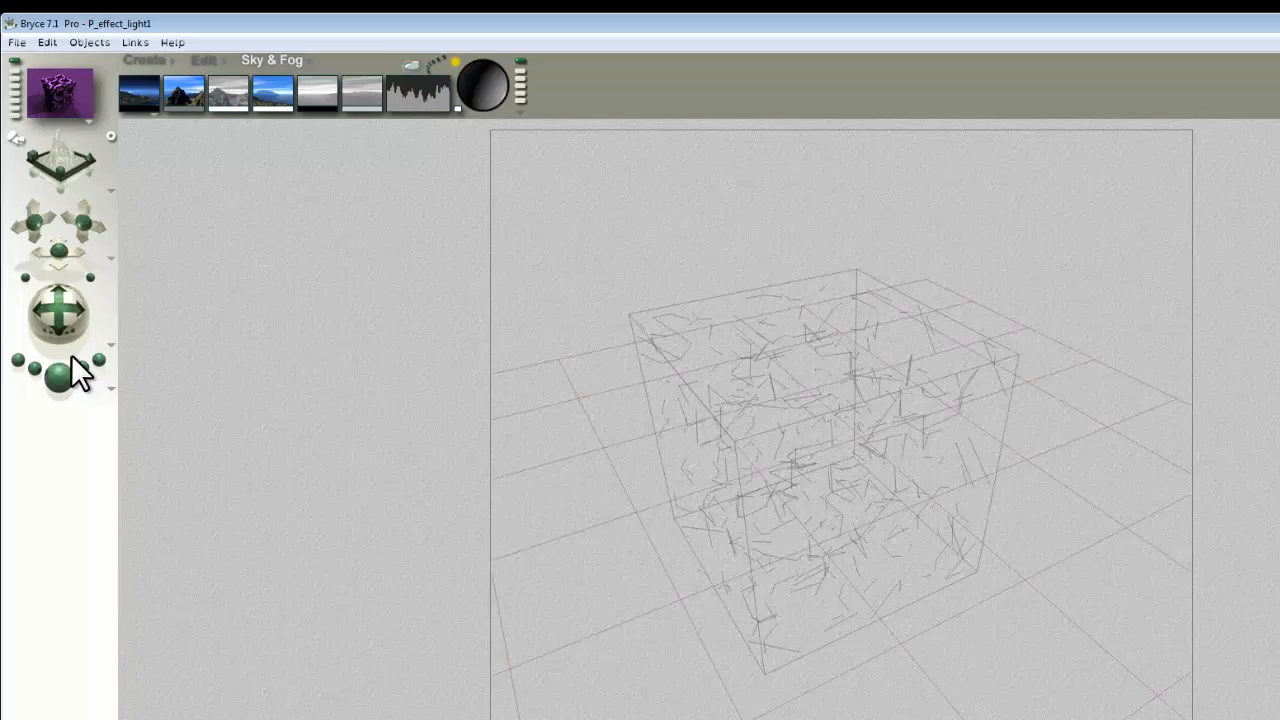 Bryce 7.1 Pro - P_effect_light1
File Edit Objects Links Help
Create Edit Sky & Fog